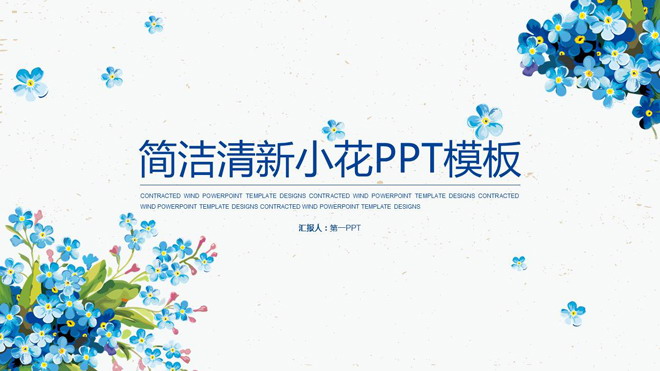 简洁清新小花PPT模板
CONTRACTED WIND POWERPOINT TEMPLATE DESIGNS CONTRACTED WIND POWERPOINT TEMPLATE DESIGNS CONTRACTED
WIND POWERPOINT TEMPLATE DESIGNS CONTRACTED WIND POWERPOINT TEMPLATE DESIGNS
汇报人：第一PPT